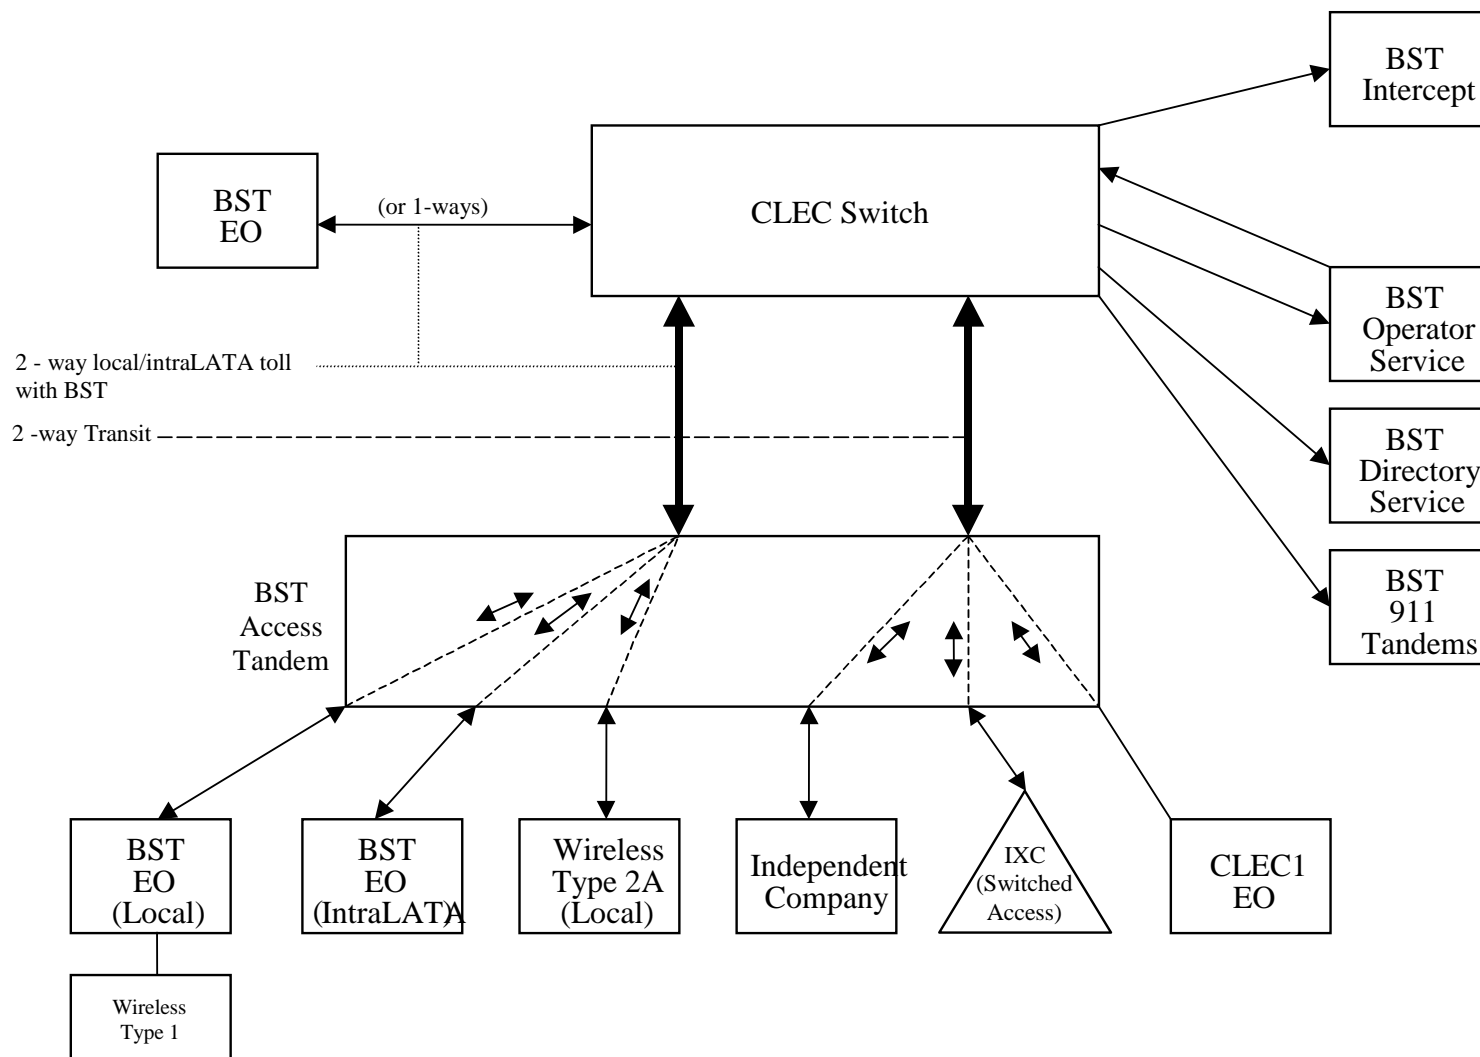 BST
Intercept
BST
EO
(or 1-ways)
CLEC Switch
BST
Operator
Service
2 - way local/intraLATA toll
with BST
2 -way Transit
BST
Directory
Service
BST
911
Tandems
BST
Access
Tandem
BST
EO
(Local)
BST
EO
(IntraLATA)
Wireless
Type 2A
(Local)
Independent
Company
IXC
(Switched
Access)
CLEC1
EO
Wireless
Type 1